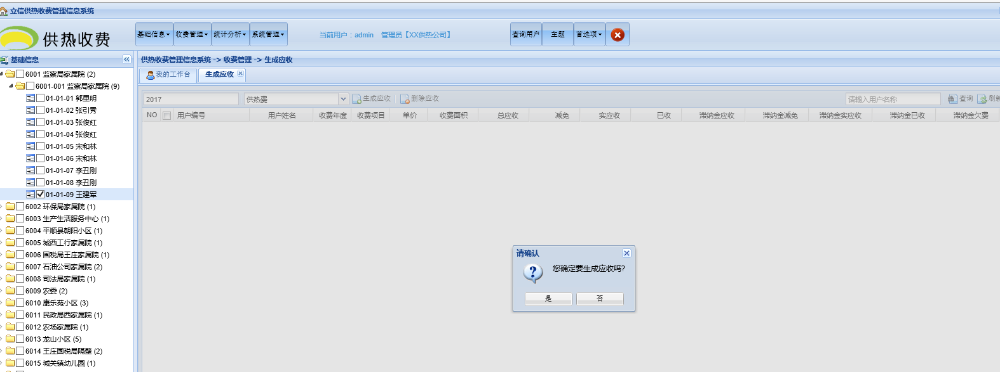 立信供热收费管理信息系统
供热收费
基础信息 收费管理 统计分析 系统管理 当前用户：admin 管理员【XX供热公司】 查询用户 主题 首选项
基础信息
供热收费管理信息系统 -> 收费管理 -> 生成应收
我的工作台 生成应收
2017 供热费 生成应收 删除应收 请输入用户名称 查询 刷新
NO 用户编号 用户姓名 收费年度 收费项目 单价 收费面积 总应收 减免 实应收 已收 滞纳金应收 滞纳金减免 滞纳金实应收 滞纳金已收 滞纳金欠费
6001 监察局家属院 (2)
6001-001 监察局家属院 (9)
01-01-01 郭里明
01-01-02 张引秀
01-01-03 张俊红
01-01-04 张俊红
01-01-05 宋和林
01-01-06 宋和林
01-01-07 李丑刚
01-01-08 李丑刚
01-01-09 王建军
6002 环保局家属院 (1)
6003 生产生活服务中心 (1)
6004 平顺县朝阳小区 (1)
6005 城西工行家属院 (1)
6006 国税局王庄家属院 (1)
6007 石油公司家属院 (2)
6008 司法局家属院 (1)
6009 农委 (2)
6010 康乐苑小区 (3)
6011 民政局西家属院 (1)
6012 农场家属院 (1)
6013 龙山小区 (5)
6014 王庄国税局隔壁 (2)
6015 城关镇幼儿园 (1)
请确认
您确定要生成应收吗?
是 否